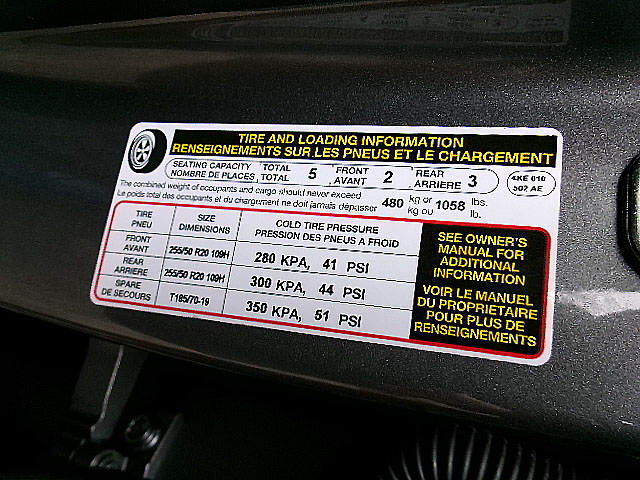 TIRE AND LOADING INFORMATION
RENSEIGNEMENTS SUR LES PNEUS ET LE CHARGEMENT
SEATING CAPACITY TOTAL 5 FRONT 2 REAR 3
NOMBRE DE PLACES, TOTAL AVANT ARRIERE
4KE 010
502 AE
The combined weight of occupants and cargo should never exceed 480 kg or 1058 lbs.
Le poids total des occupants et du chargement ne doit jamais dépasser kg ou lb.
TIRE SIZE COLD TIRE PRESSURE
PNEU DIMENSIONS PRESSION DES PNEUS A FROID
FRONT
AVANT 255/50 R20 109H 280 KPA, 41 PSI
REAR
ARRIERE 255/50 R20 109H 300 KPA, 44 PSI
SPARE
DE SECOURS T185/70-19 350 KPA, 51 PSI
SEE OWNER'S
MANUAL FOR
ADDITIONAL
INFORMATION
VOIR LE MANUEL
DU PROPRIETAIRE
POUR PLUS DE
RENSEIGNEMENTS